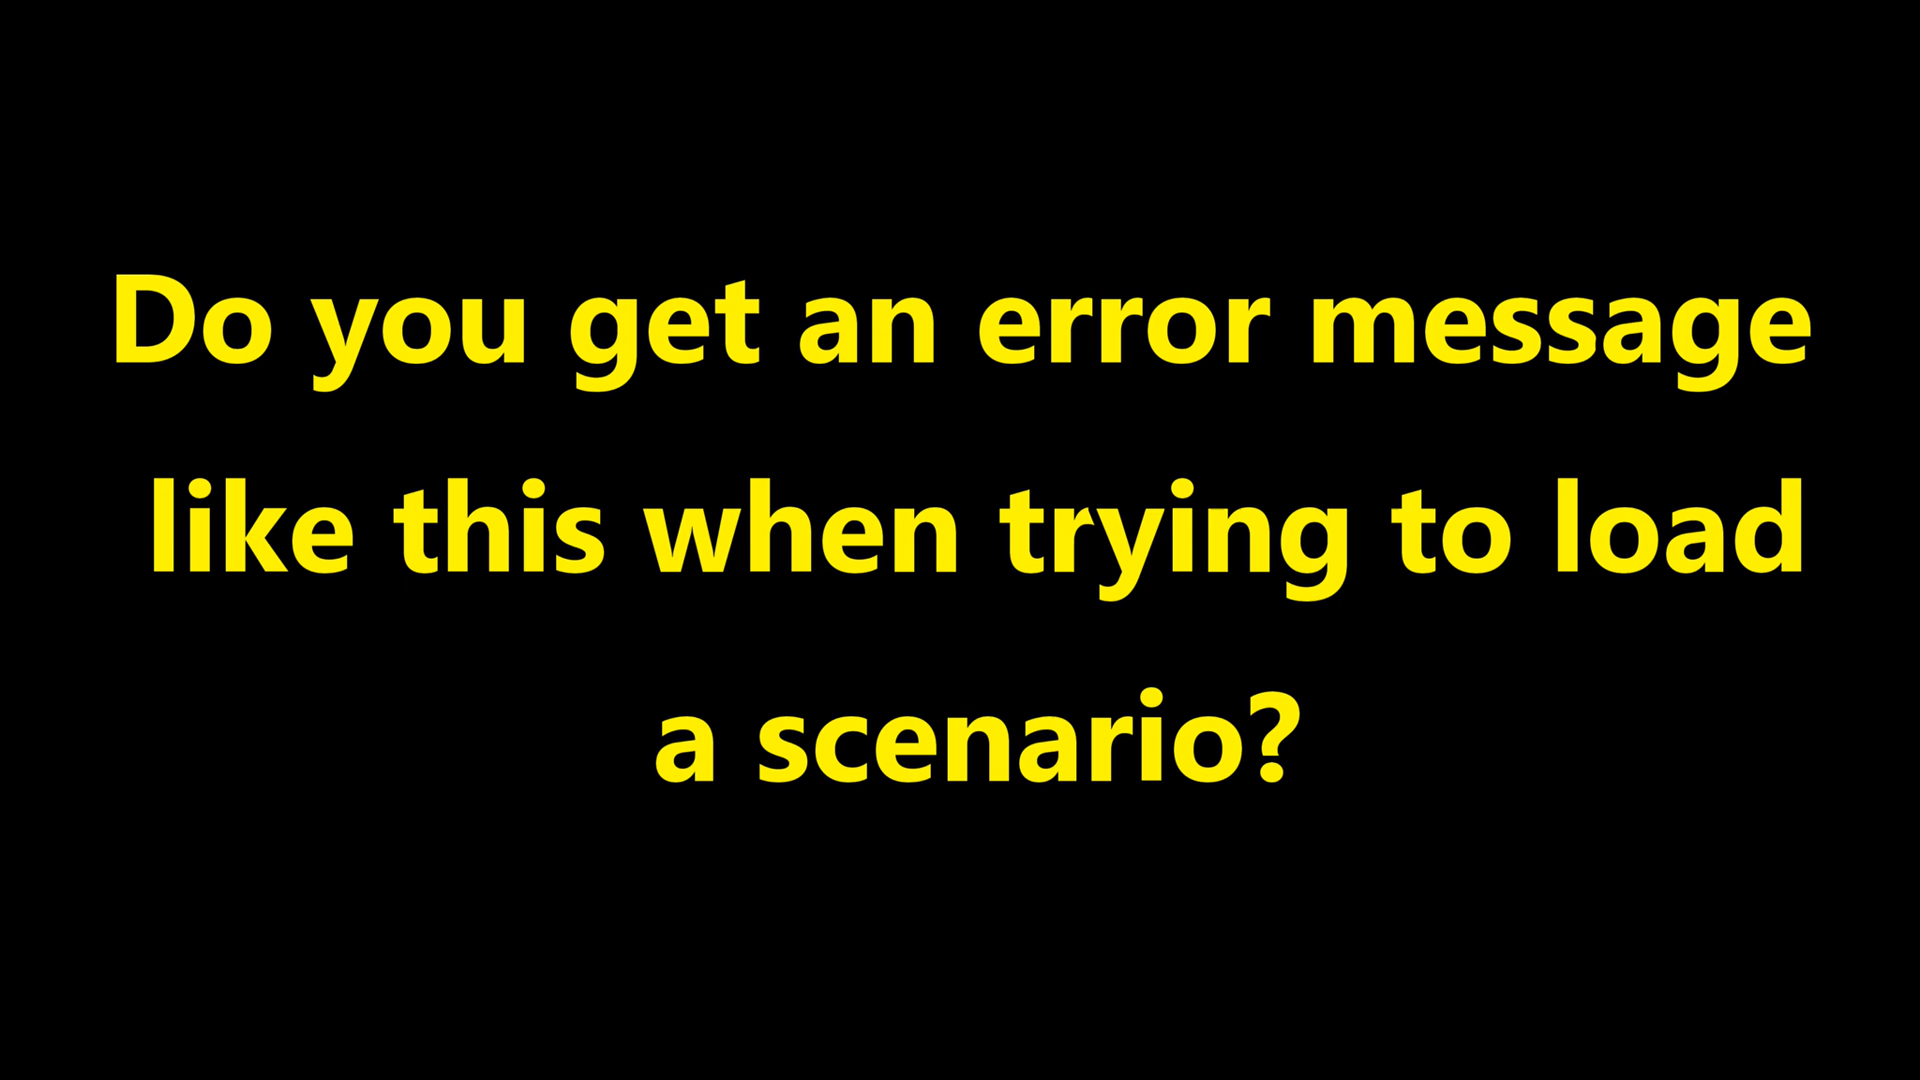 Do you get an error message
like this when trying to load
a scenario?